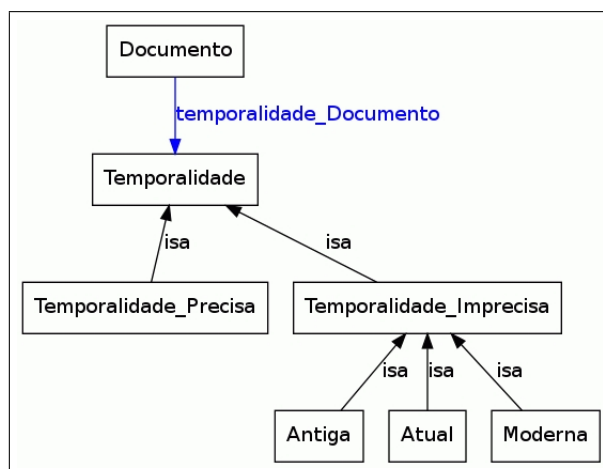 Documento
temporalidade_Documento
Temporalidade
isa
isa
Temporalidade_Precisa
Temporalidade_Imprecisa
isa
isa
isa
Antiga
Atual
Moderna